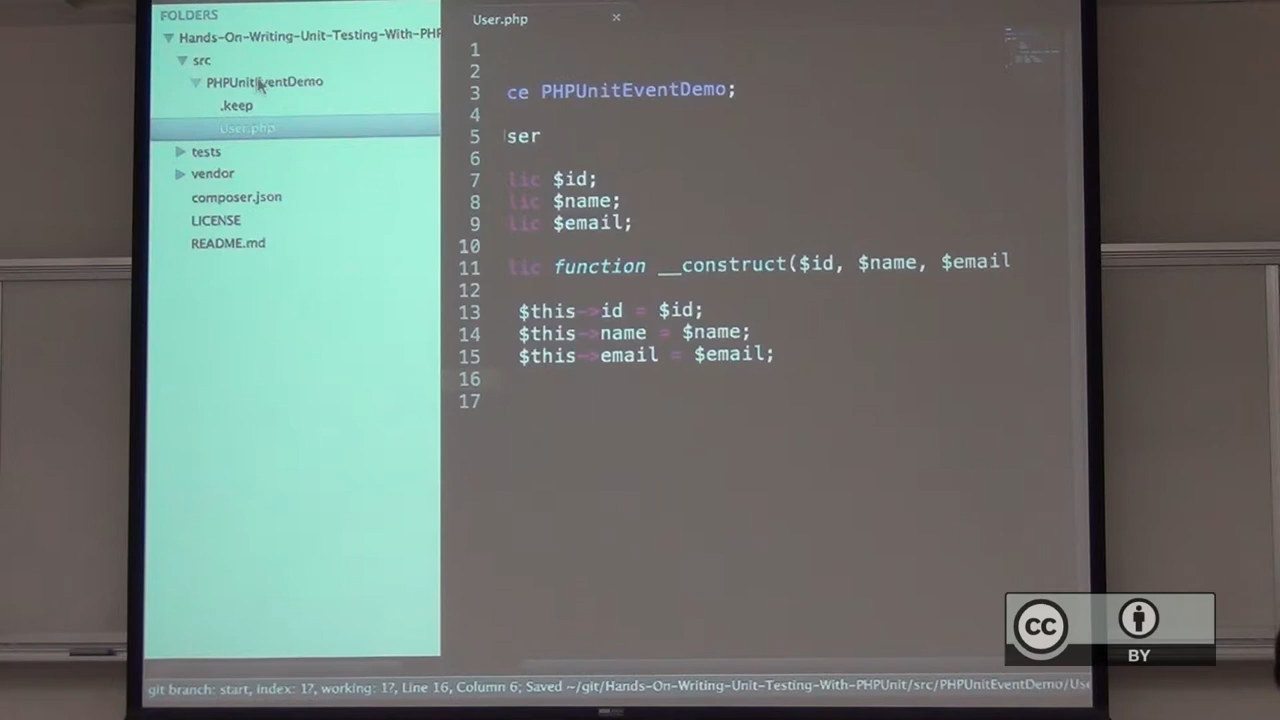 FOLDERS
Hands-On-Writing-Unit-Testing-With-PHP
src
PHPUnitEventDemo
.keep
User.php
tests
vendor
composer.json
LICENSE
README.md
User.php ×
1
2
3 ce PHPUnitEventDemo;
4
5 ser
6
7 lic $id;
8 lic $name;
9 lic $email;
10
11 lic function __construct($id, $name, $email
12
13 $this->id = $id;
14 $this->name = $name;
15 $this->email = $email;
16
17
git branch: start, index: 1?, working: 1?, Line 16, Column 6; Saved ~/git/Hands-On-Writing-Unit-Testing-With-PHPUnit/src/PHPUnitEventDemo/Use
CC
BY